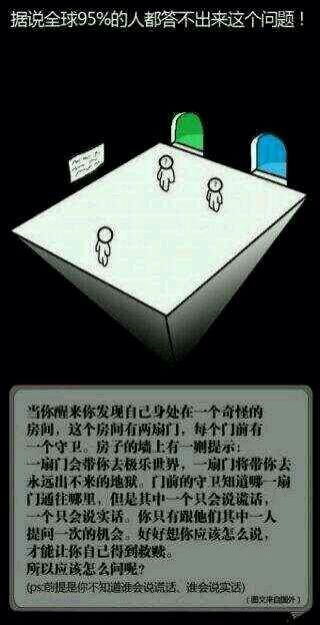 据说全球95%的人都答不出来这个问题！
当你醒来你发现自己身处在一个奇怪的
房间，这个房间有两扇门，每个门前有
一个守卫。房子的墙上有一则提示：
一扇门会带你去极乐世界，一扇门将带你去
永远出不来的地狱。门前的守卫知道哪一扇
门通往哪里，但是其中一个只会说谎话，
一个只会说实话。你只有跟他们其中一人
提问一次的机会。好好想你应该怎么说，
才能让你自己得到救赎。
所以应该怎么问呢？
(ps:前提是你不知道谁会说谎话、谁会说实话)
（图文来自国外）